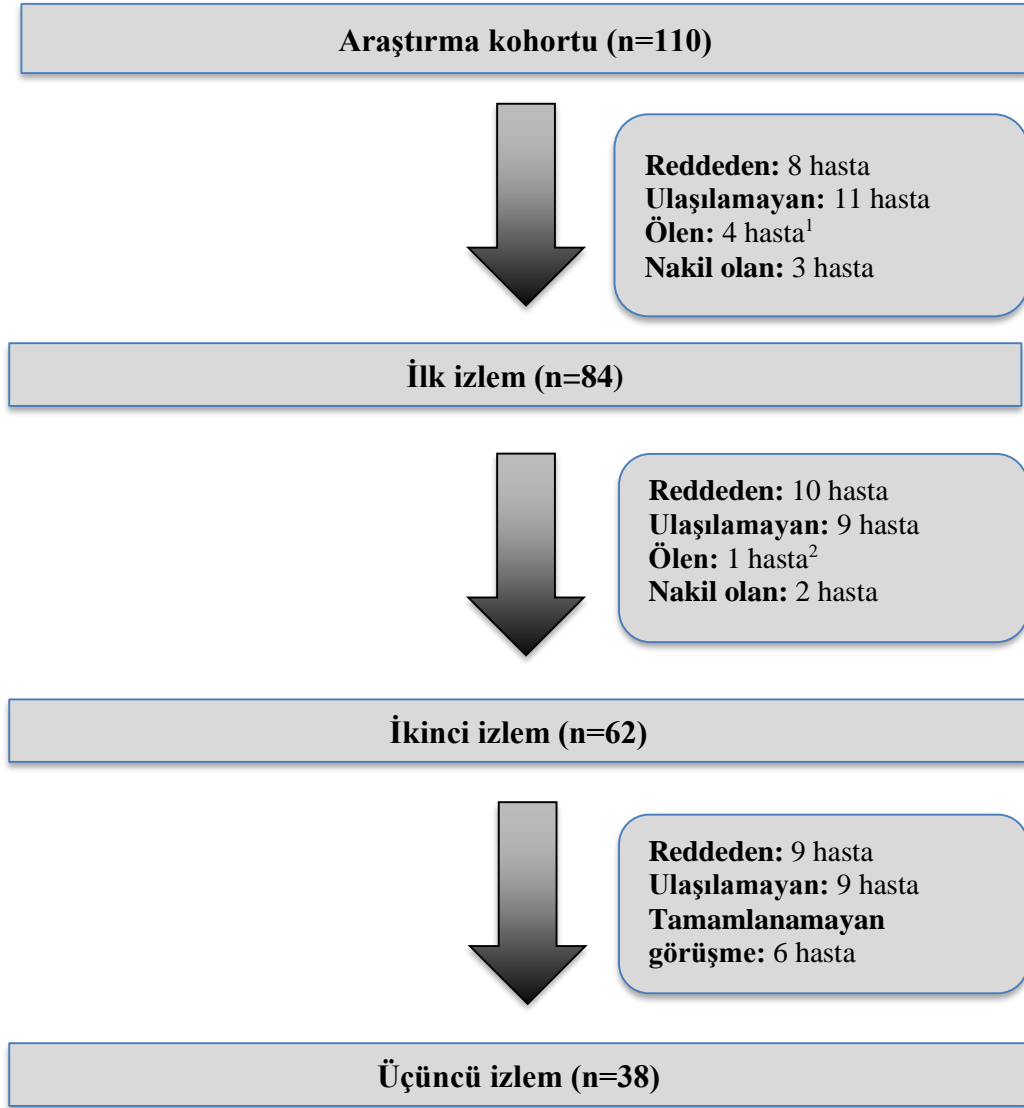 Araştırma kohortu (n=110)
Reddeden: 8 hasta
Ulaşılamayan: 11 hasta
Ölen: 4 hasta¹
Nakil olan: 3 hasta
İlk izlem (n=84)
Reddeden: 10 hasta
Ulaşılamayan: 9 hasta
Ölen: 1 hasta²
Nakil olan: 2 hasta
İkinci izlem (n=62)
Reddeden: 9 hasta
Ulaşılamayan: 9 hasta
Tamamlanamayan
görüşme: 6 hasta
Üçüncü izlem (n=38)